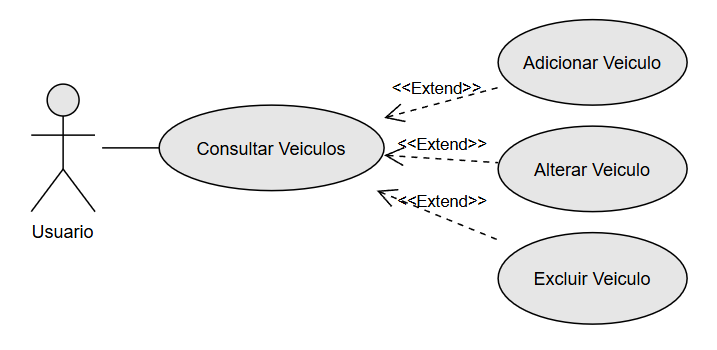 Adicionar Veiculo
<<Extend>>
Consultar Veiculos
<<Extend>>
Alterar Veiculo
<<Extend>>
Usuario
Excluir Veiculo